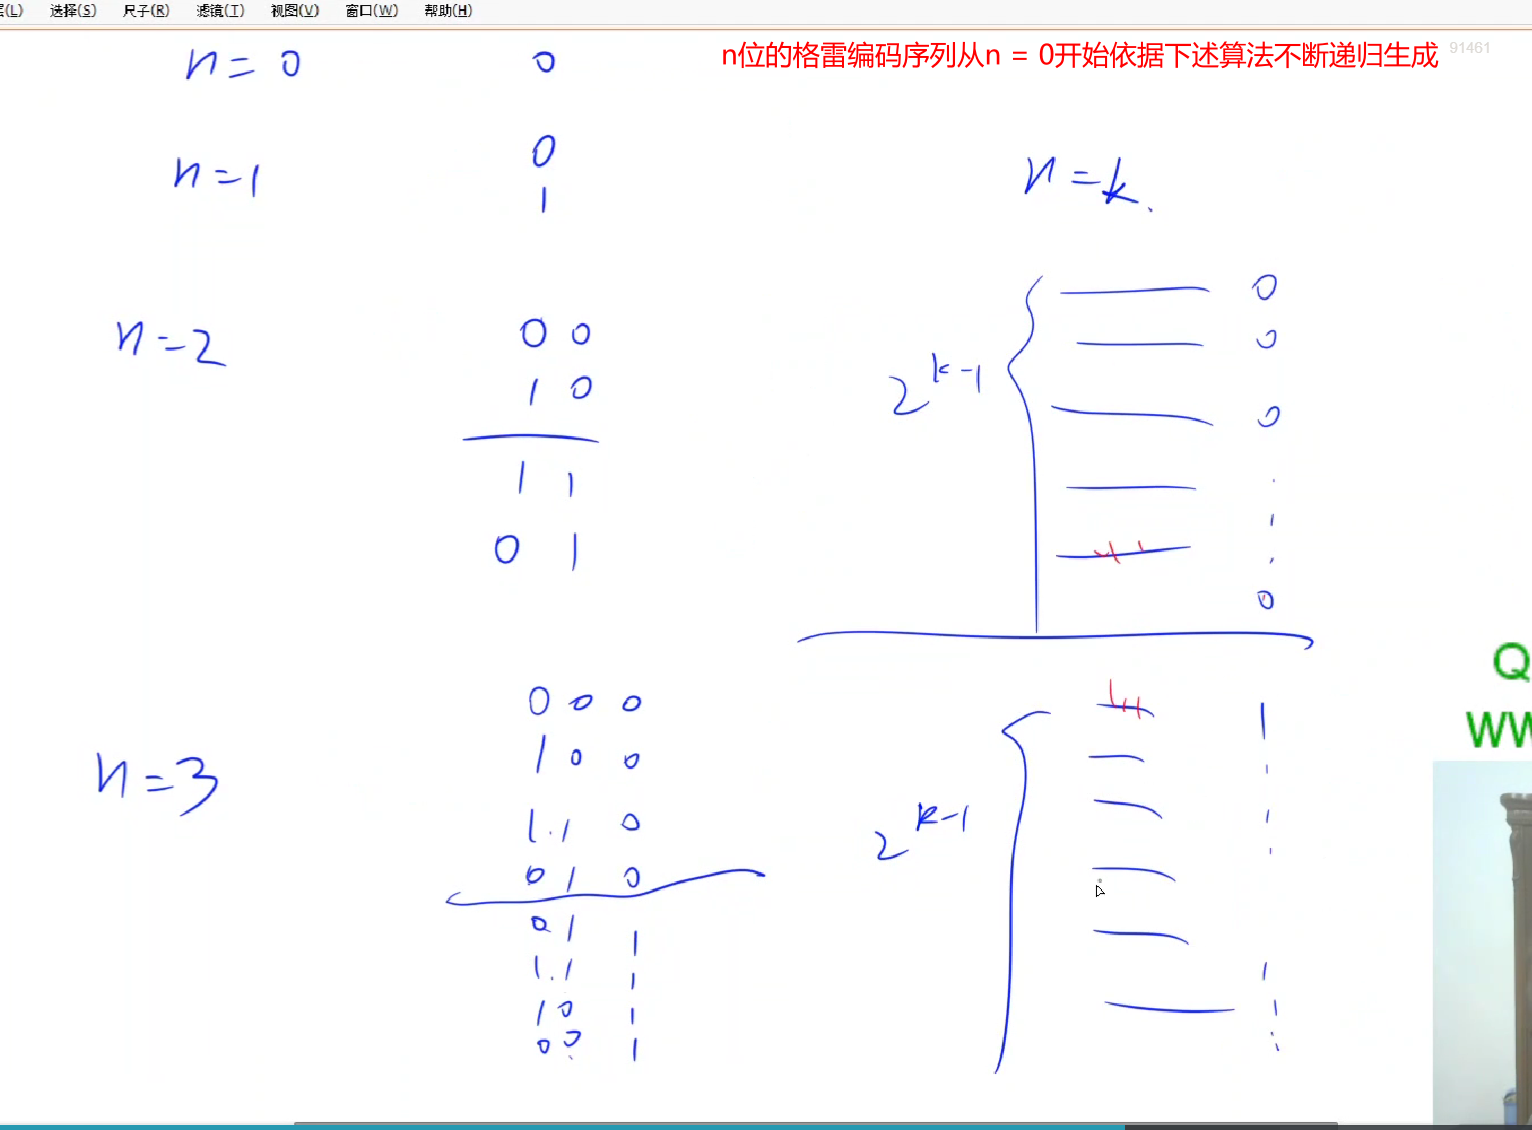 选择(S) 尺子(R) 滤镜(T) 视图(V) 窗口(W) 帮助(H)
n位的格雷编码序列从n = 0开始依据下述算法不断递归生成 91461
n = 0 0
n = 1
0
1
n = 2
0 0
1 0
1 1
0 1
n = 3
0 0 0
1 0 0
1 1 0
0 1 0
0 1 1
1 1 1
1 0 1
0 0 1
n = k
2^{k-1}
0
0
0
0
2^{k-1}
1
1
1
Q
WW